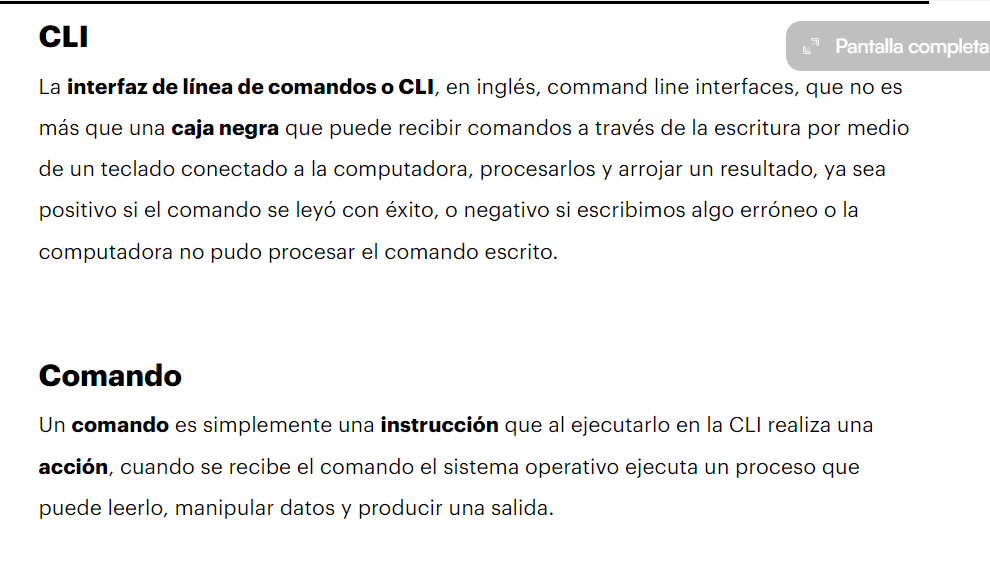 CLI
Pantalla completa
La interfaz de línea de comandos o CLI, en inglés, command line interfaces, que no es
más que una caja negra que puede recibir comandos a través de la escritura por medio
de un teclado conectado a la computadora, procesarlos y arrojar un resultado, ya sea
positivo si el comando se leyó con éxito, o negativo si escribimos algo erróneo o la
computadora no pudo procesar el comando escrito.
Comando
Un comando es simplemente una instrucción que al ejecutarlo en la CLI realiza una
acción, cuando se recibe el comando el sistema operativo ejecuta un proceso que
puede leerlo, manipular datos y producir una salida.